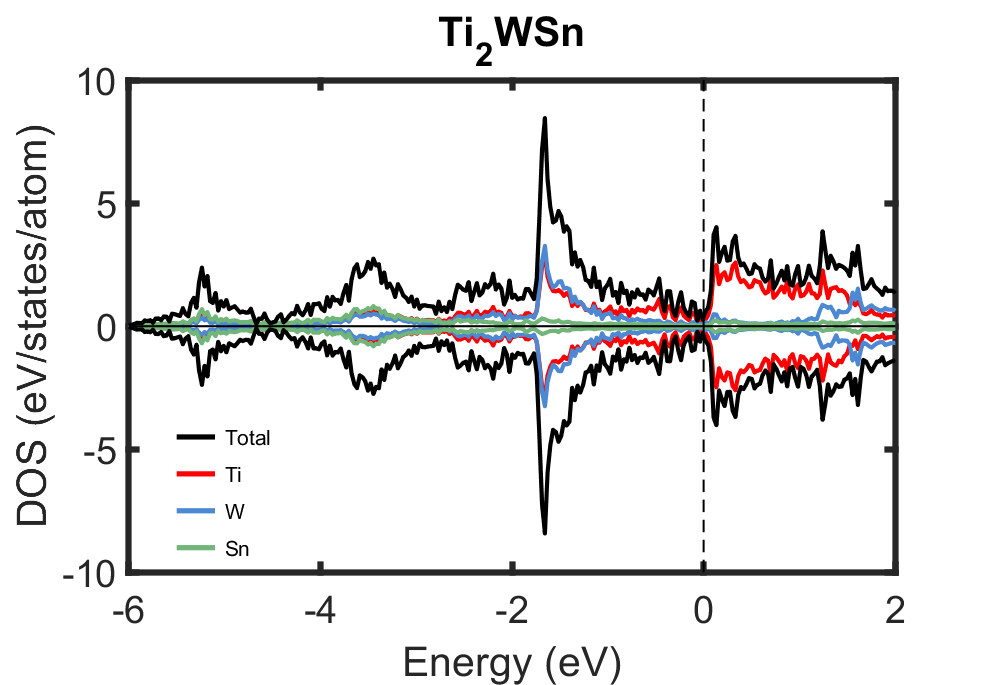 Ti2WSn
DOS (eV/states/atom)
10
5
0
-5
-10
Total
Ti
W
Sn
-6 -4 -2 0 2
Energy (eV)